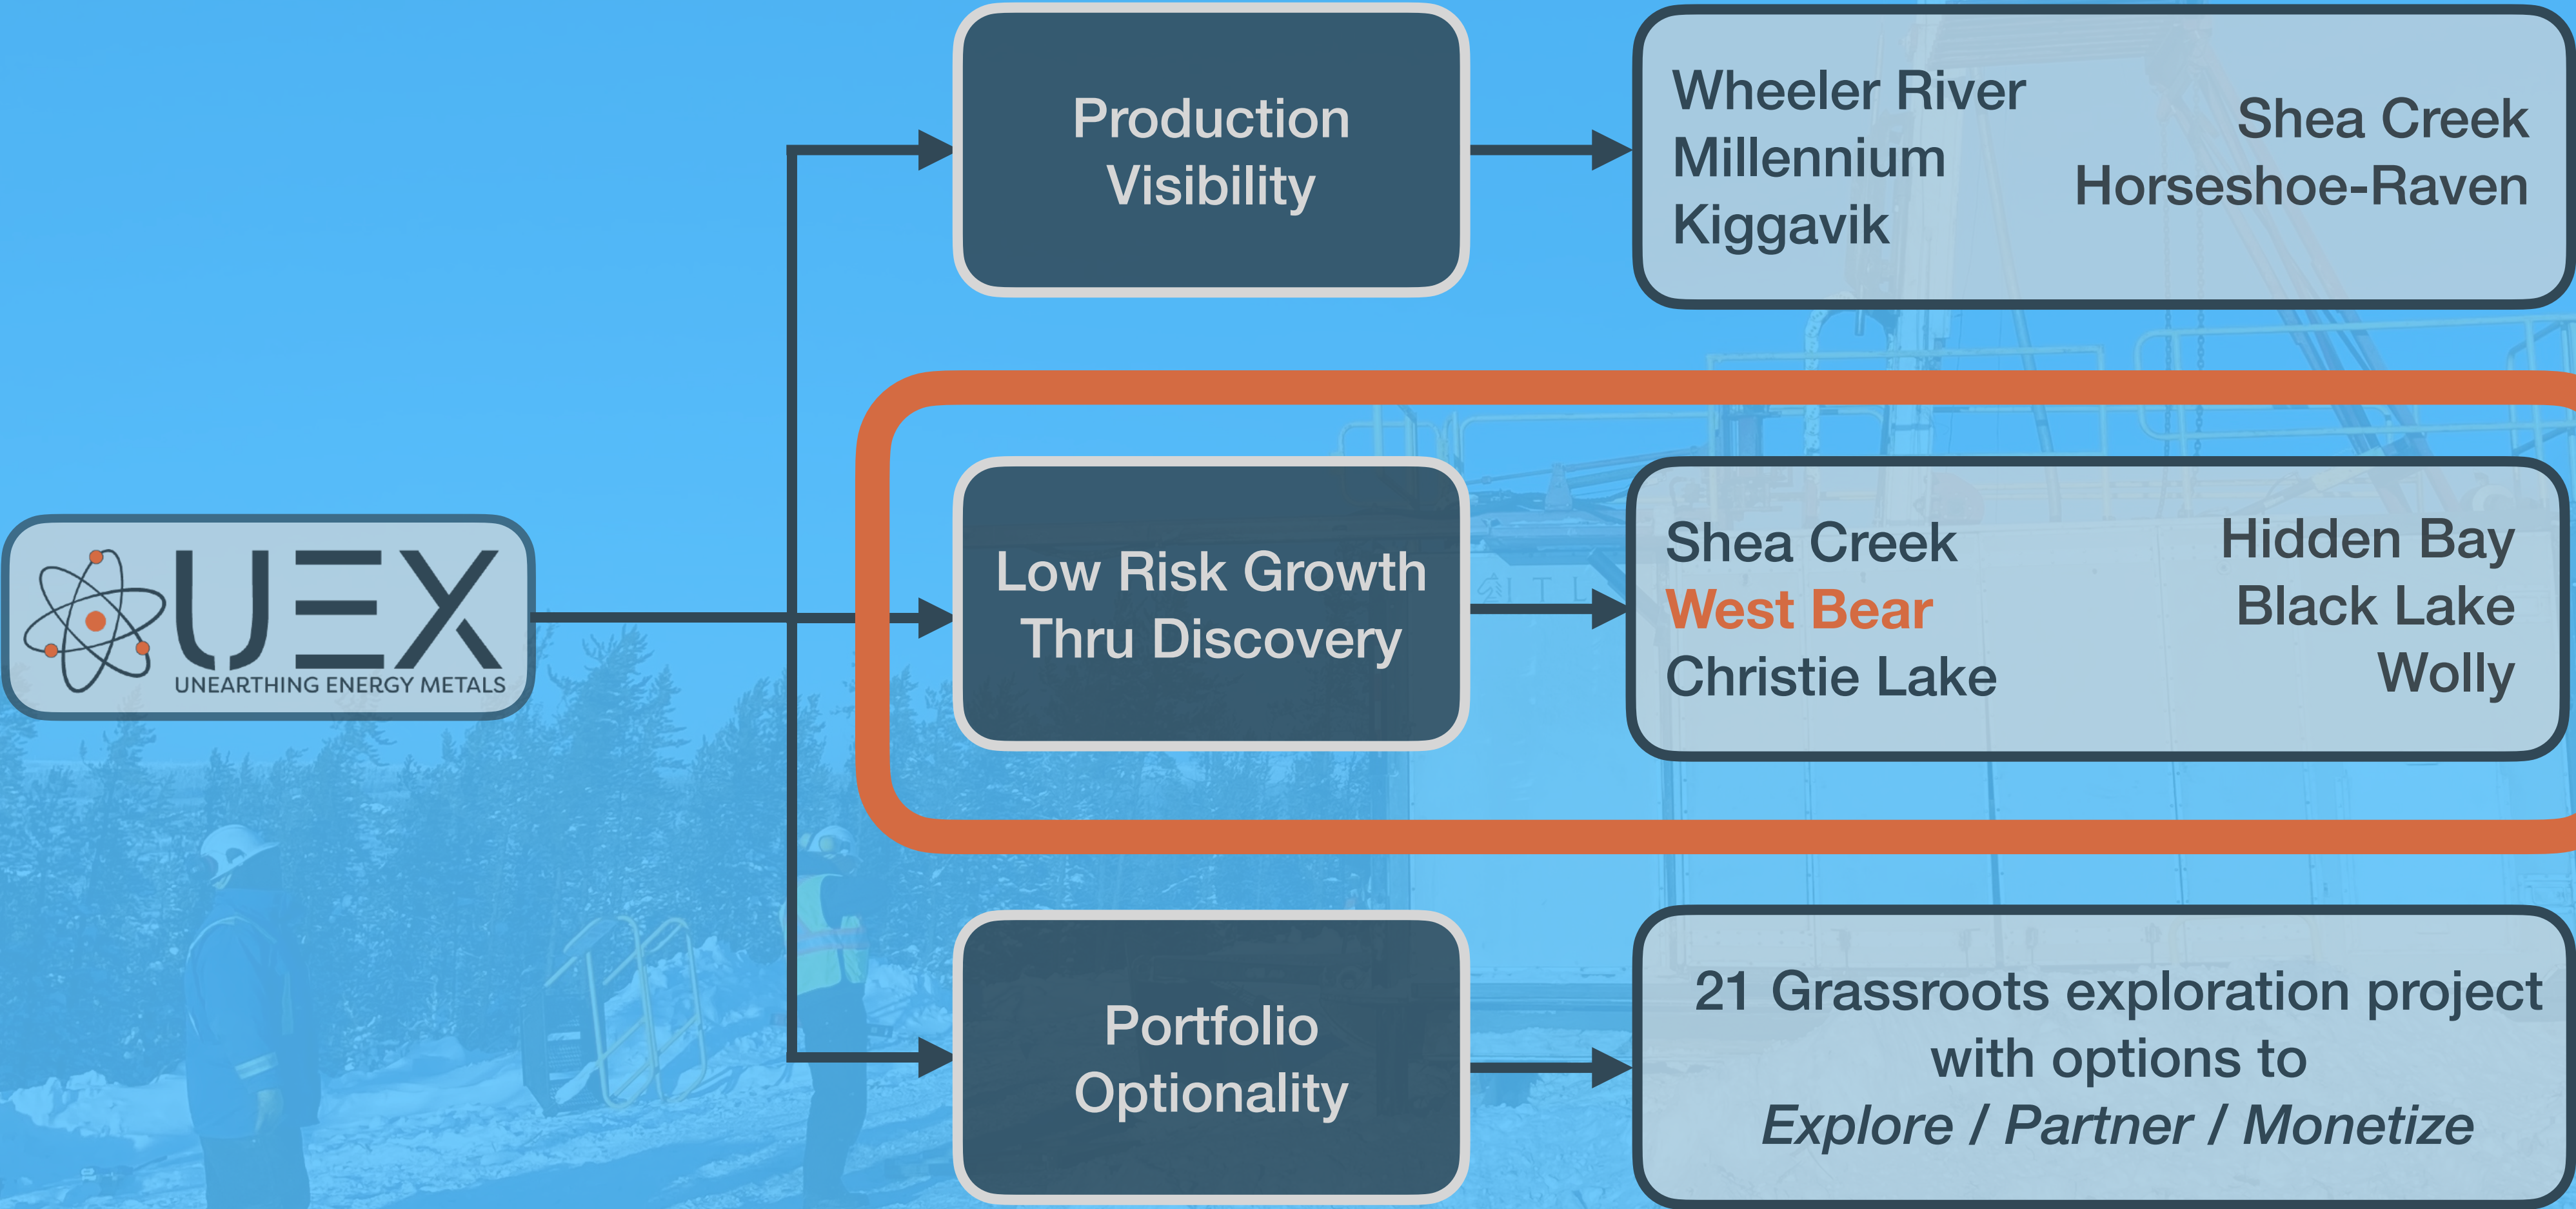 UEX
UNEARTHING ENERGY METALS
Production
Visibility
Wheeler River
Millennium
Kiggavik
Shea Creek
Horseshoe-Raven
Low Risk Growth
Thru Discovery
Shea Creek
West Bear
Christie Lake
Hidden Bay
Black Lake
Wolly
Portfolio
Optionality
21 Grassroots exploration project
with options to
Explore / Partner / Monetize